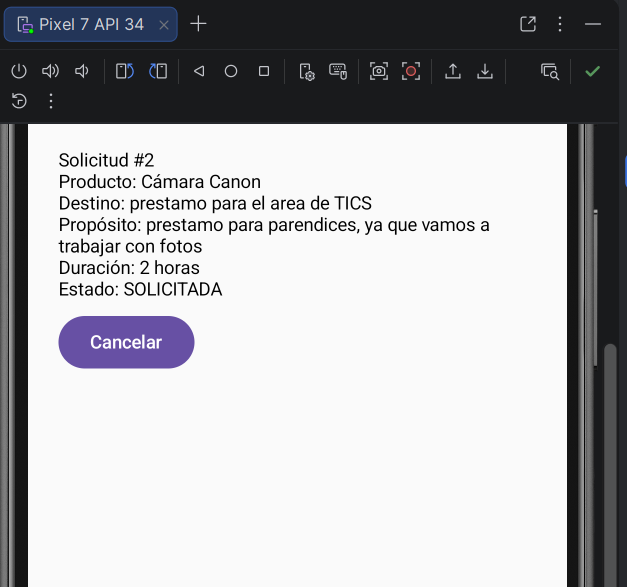 Pixel 7 API 34
Solicitud #2
Producto: Cámara Canon
Destino: prestamo para el area de TICS
Propósito: prestamo para parendices, ya que vamos a
trabajar con fotos
Duración: 2 horas
Estado: SOLICITADA
Cancelar